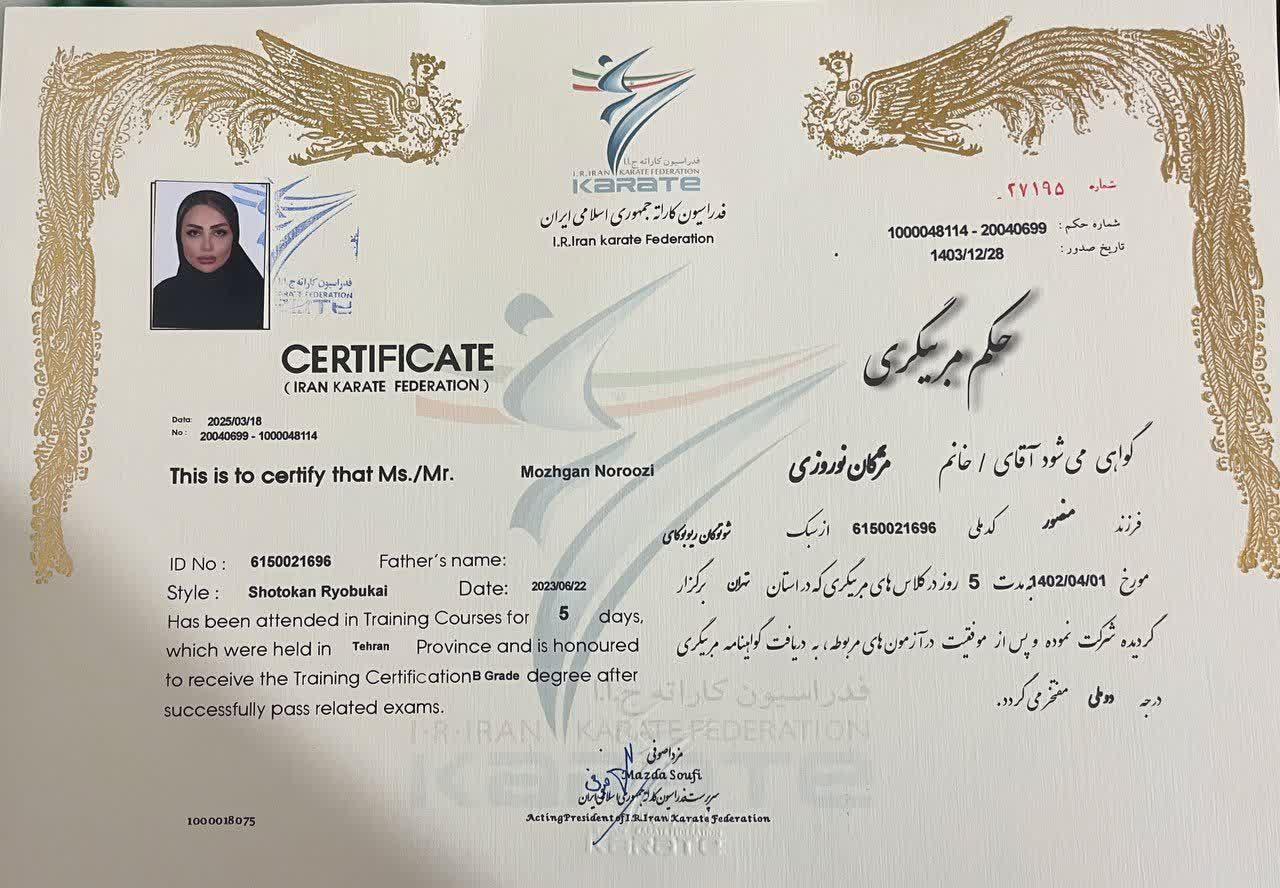 فدراسیون کاراته ج.ا.ا
I.R.IRAN KARATE FEDERATION
KARATE
فدراسیون کاراته جمهوری اسلامی ایران
I.R.Iran karate Federation
شماره ۲۷۱۹۵
شماره حکم : 1000048114 - 20040699
تاریخ صدور : 1403/12/28
فدراسیون کاراته ج.ا.ا
KARATE FEDERATION
حکم مربیگری
CERTIFICATE
( IRAN KARATE FEDERATION )
Data: 2025/03/18
No : 20040699 - 1000048114
This is to certify that Ms./Mr. Mozhgan Noroozi
ID No : 6150021696 Father's name:
Style : Shotokan Ryobukai Date: 2023/06/22
Has been attended in Training Courses for 5 days,
which were held in Tehran Province and is honoured
to receive the Training Certification B Grade degree after
successfully pass related exams.
گواهی می شود آقای / خانم مژگان نوروزی
فرزند منصور کدملی 6150021696 از سبک شوتوکان ریوبوکای
مورخ 1402/04/01 بمدت 5 روز در کلاس های مربیگری که در استان تهران برگزار
گردیده شرکت نموده و پس از موفقیت در آزمون های مربوطه ، به دریافت گواهینامه مربیگری
درجه دو ملی مفتخر می گردد.
فدراسیون کاراته ج.ا.ا
I.R.IRAN KARATE FEDERATION
KARATE
مزدا صوفی
Mazda Soufi
سرپرست فدراسیون کاراته جمهوری اسلامی ایران
Acting President of I.R.Iran Karate Federation
1000018075